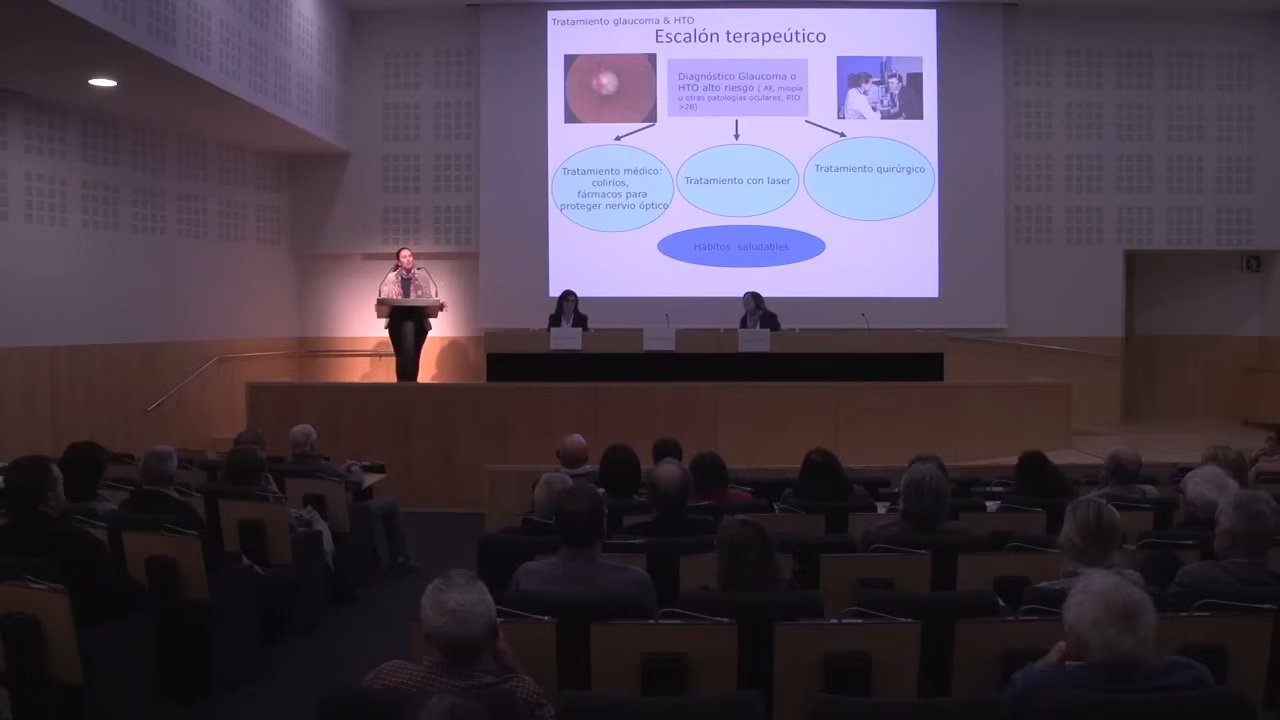 Tratamiento glaucoma & HTO
Escalón terapeútico
Diagnóstico Glaucoma o
HTO alto riesgo ( AF, miopía
u otras patologías oculares, PIO
>28)
Tratamiento médico:
colirios,
fármacos para
proteger nervio óptico
Tratamiento con laser
Tratamiento quirúrgico
Hábitos saludables